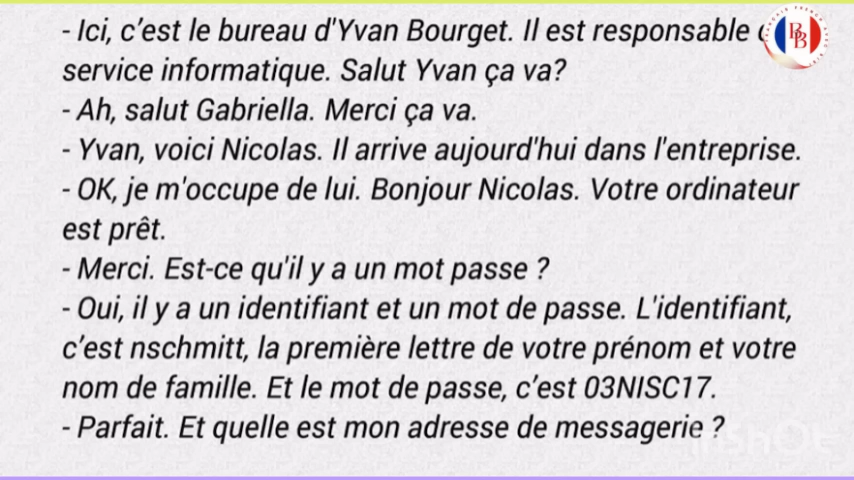 - Ici, c’est le bureau d'Yvan Bourget. Il est responsable
service informatique. Salut Yvan ça va?
- Ah, salut Gabriella. Merci ça va.
- Yvan, voici Nicolas. Il arrive aujourd'hui dans l'entreprise.
- OK, je m'occupe de lui. Bonjour Nicolas. Votre ordinateur
est prêt.
- Merci. Est-ce qu'il y a un mot passe ?
- Oui, il y a un identifiant et un mot de passe. L'identifiant,
c’est nschmitt, la première lettre de votre prénom et votre
nom de famille. Et le mot de passe, c’est 03NISC17.
- Parfait. Et quelle est mon adresse de messagerie ?
InShOt